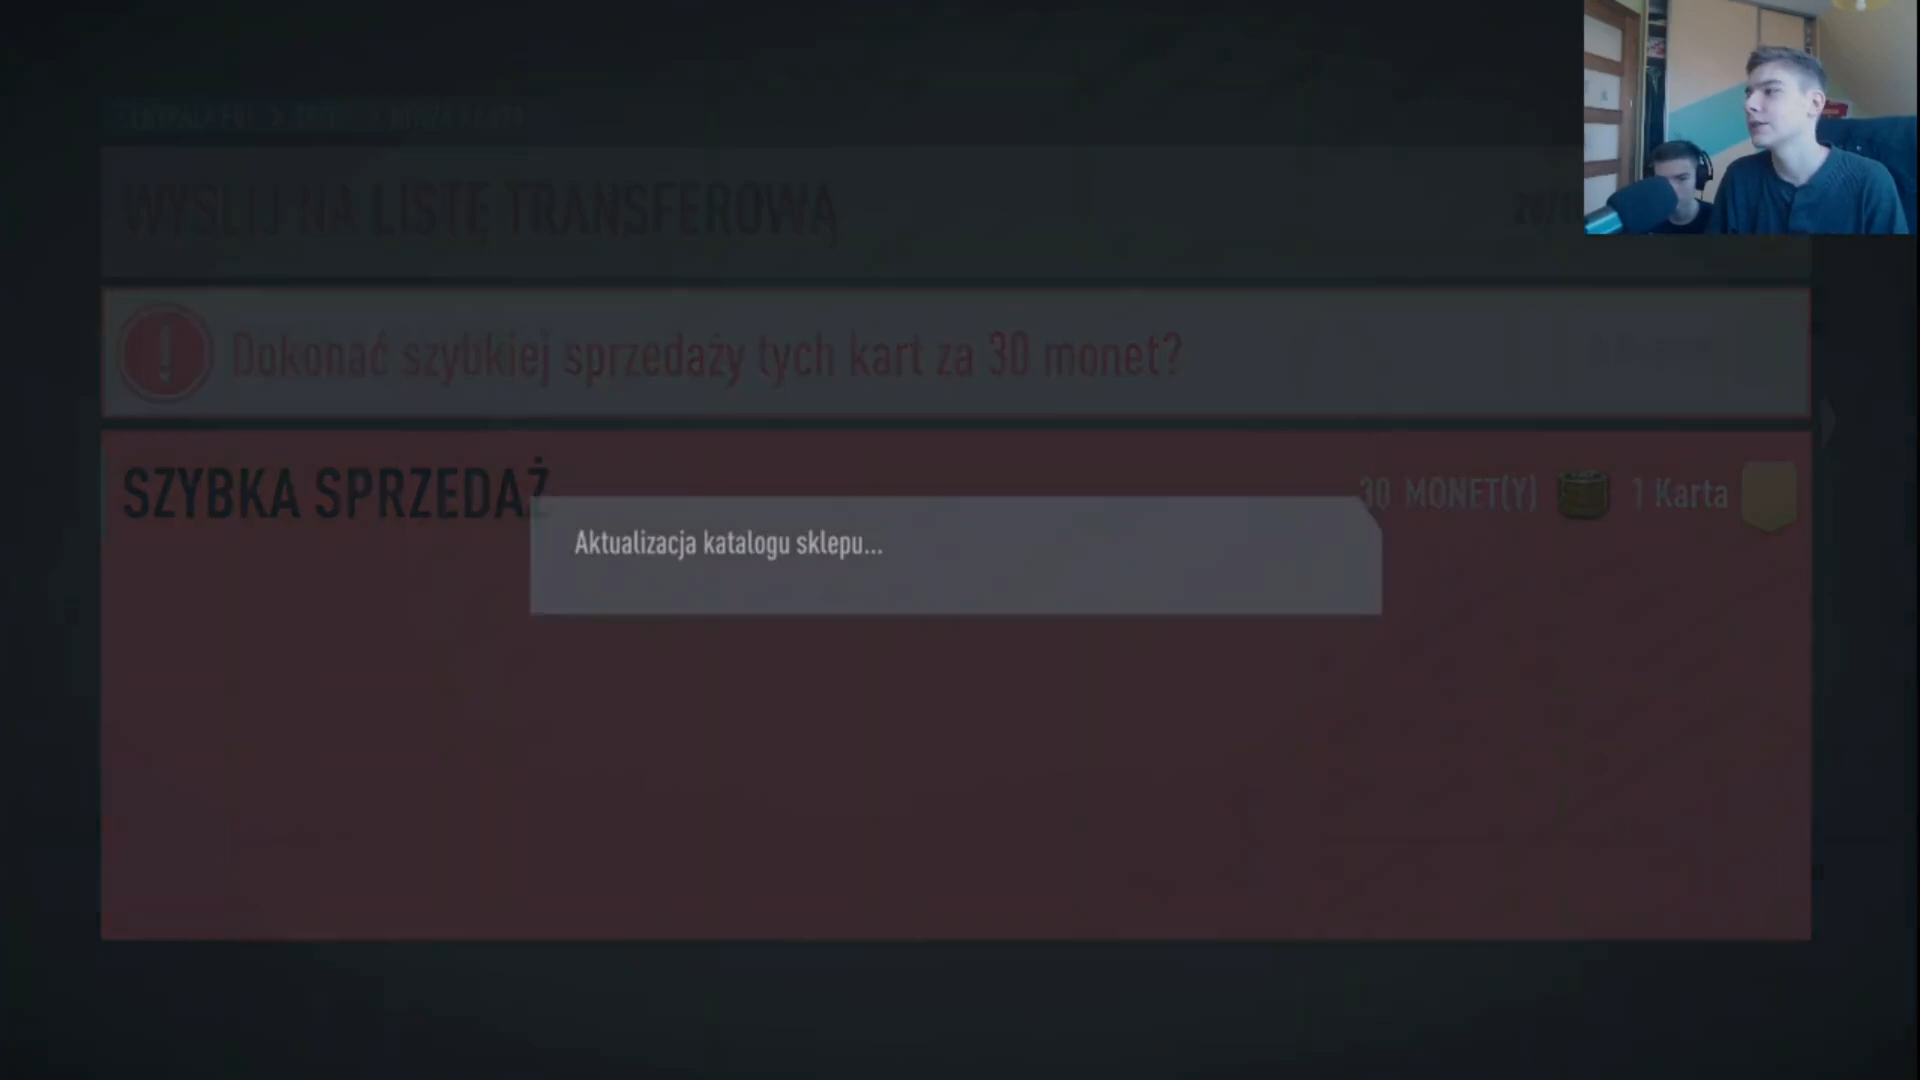 WYŚLIJ NA LISTĘ TRANSFEROWĄ
Dokonać szybkiej sprzedaży tych kart za 30 monet?
SZYBKA SPRZEDAŻ
30 MONET(Y) 1 Karta
Aktualizacja katalogu sklepu...